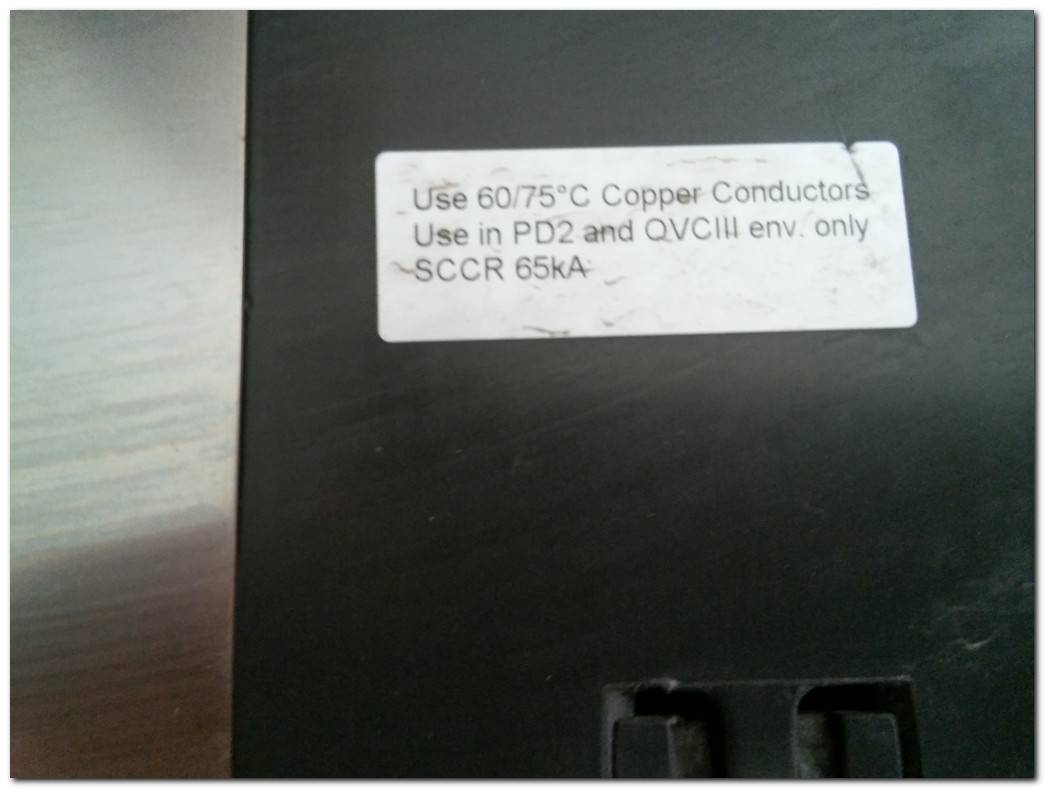 Use 60/75°C Copper Conductors
Use in PD2 and OVCIII env. only
SCCR 65kA